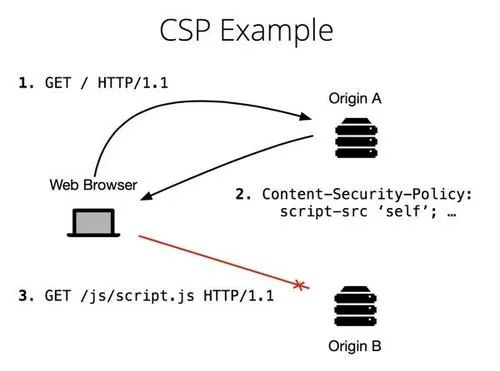 CSP Example
1. GET / HTTP/1.1
Origin A
Web Browser
2. Content-Security-Policy:
script-src ‘self’; …
3. GET /js/script.js HTTP/1.1
Origin B